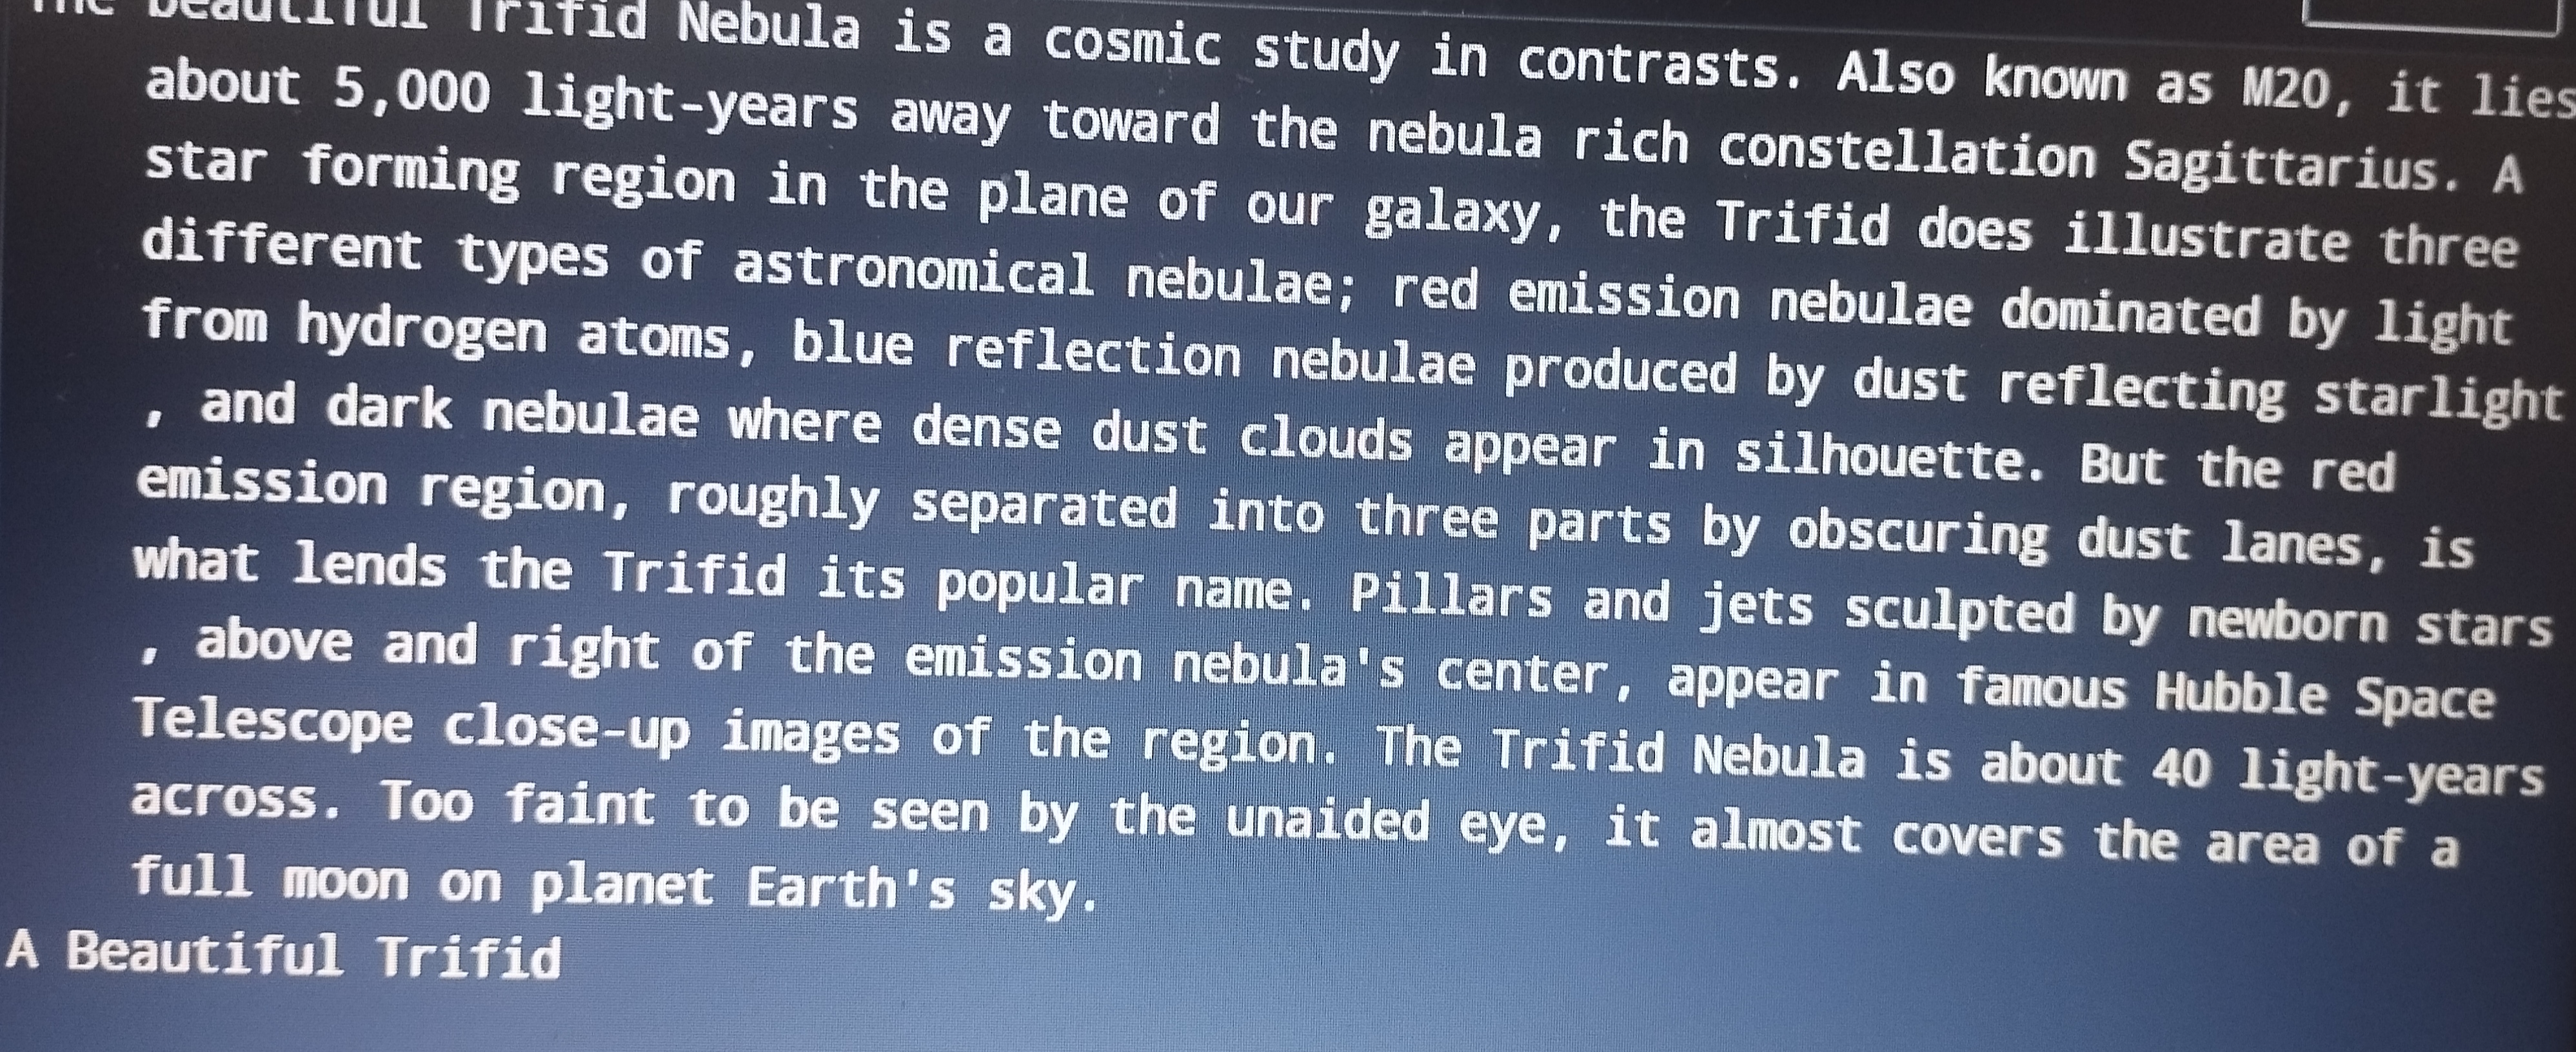 The beautiful Trifid Nebula is a cosmic study in contrasts. Also known as M20, it lies
about 5,000 light-years away toward the nebula rich constellation Sagittarius. A
star forming region in the plane of our galaxy, the Trifid does illustrate three
different types of astronomical nebulae; red emission nebulae dominated by light
from hydrogen atoms, blue reflection nebulae produced by dust reflecting starlight
, and dark nebulae where dense dust clouds appear in silhouette. But the red
emission region, roughly separated into three parts by obscuring dust lanes, is
what lends the Trifid its popular name. Pillars and jets sculpted by newborn stars
, above and right of the emission nebula's center, appear in famous Hubble Space
Telescope close-up images of the region. The Trifid Nebula is about 40 light-years
across. Too faint to be seen by the unaided eye, it almost covers the area of a
full moon on planet Earth's sky.
A Beautiful Trifid